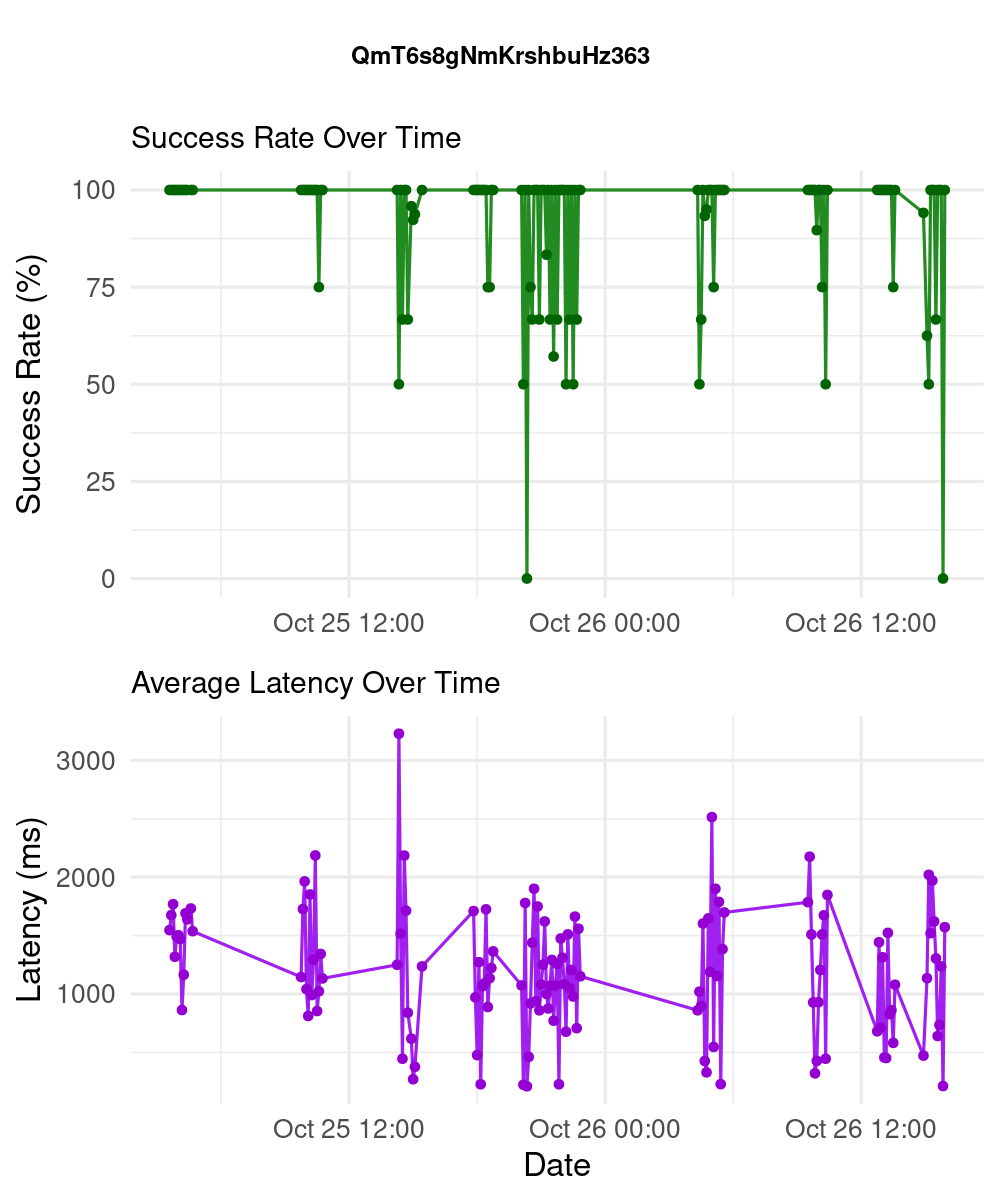 QmT6s8gNmKrshbuHz363
Success Rate Over Time
Success Rate (%)
100
75
50
25
0
Oct 25 12:00 Oct 26 00:00 Oct 26 12:00
Average Latency Over Time
Latency (ms)
3000
2000
1000
Oct 25 12:00 Oct 26 00:00 Oct 26 12:00
Date